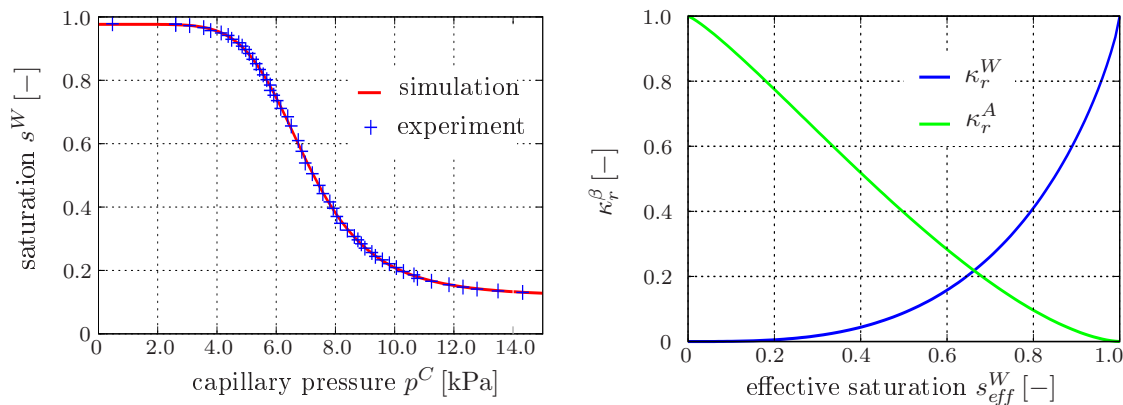 saturation s^W [−]
1.0
0.8
0.6
0.4
0.2
0
0 2.0 4.0 6.0 8.0 10.0 12.0 14.0
capillary pressure p^C [kPa]
simulation
experiment
κ_r^β [−]
1.0
0.8
0.6
0.4
0.2
0
0 0.2 0.4 0.6 0.8 1.0
effective saturation s_{eff}^W [−]
κ_r^W
κ_r^A